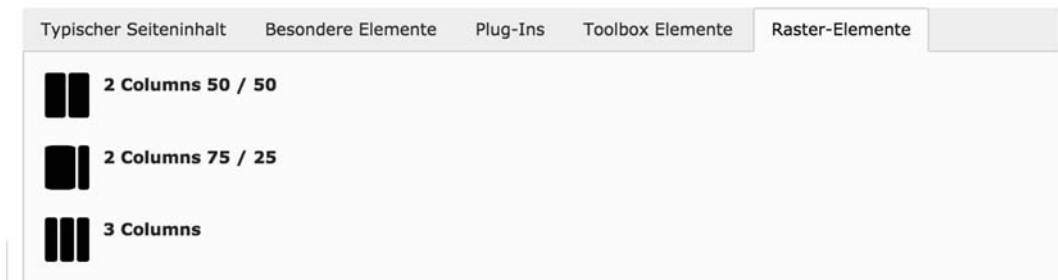 Typischer Seiteninhalt Besondere Elemente Plug-Ins Toolbox Elemente Raster-Elemente
2 Columns 50 / 50
2 Columns 75 / 25
3 Columns